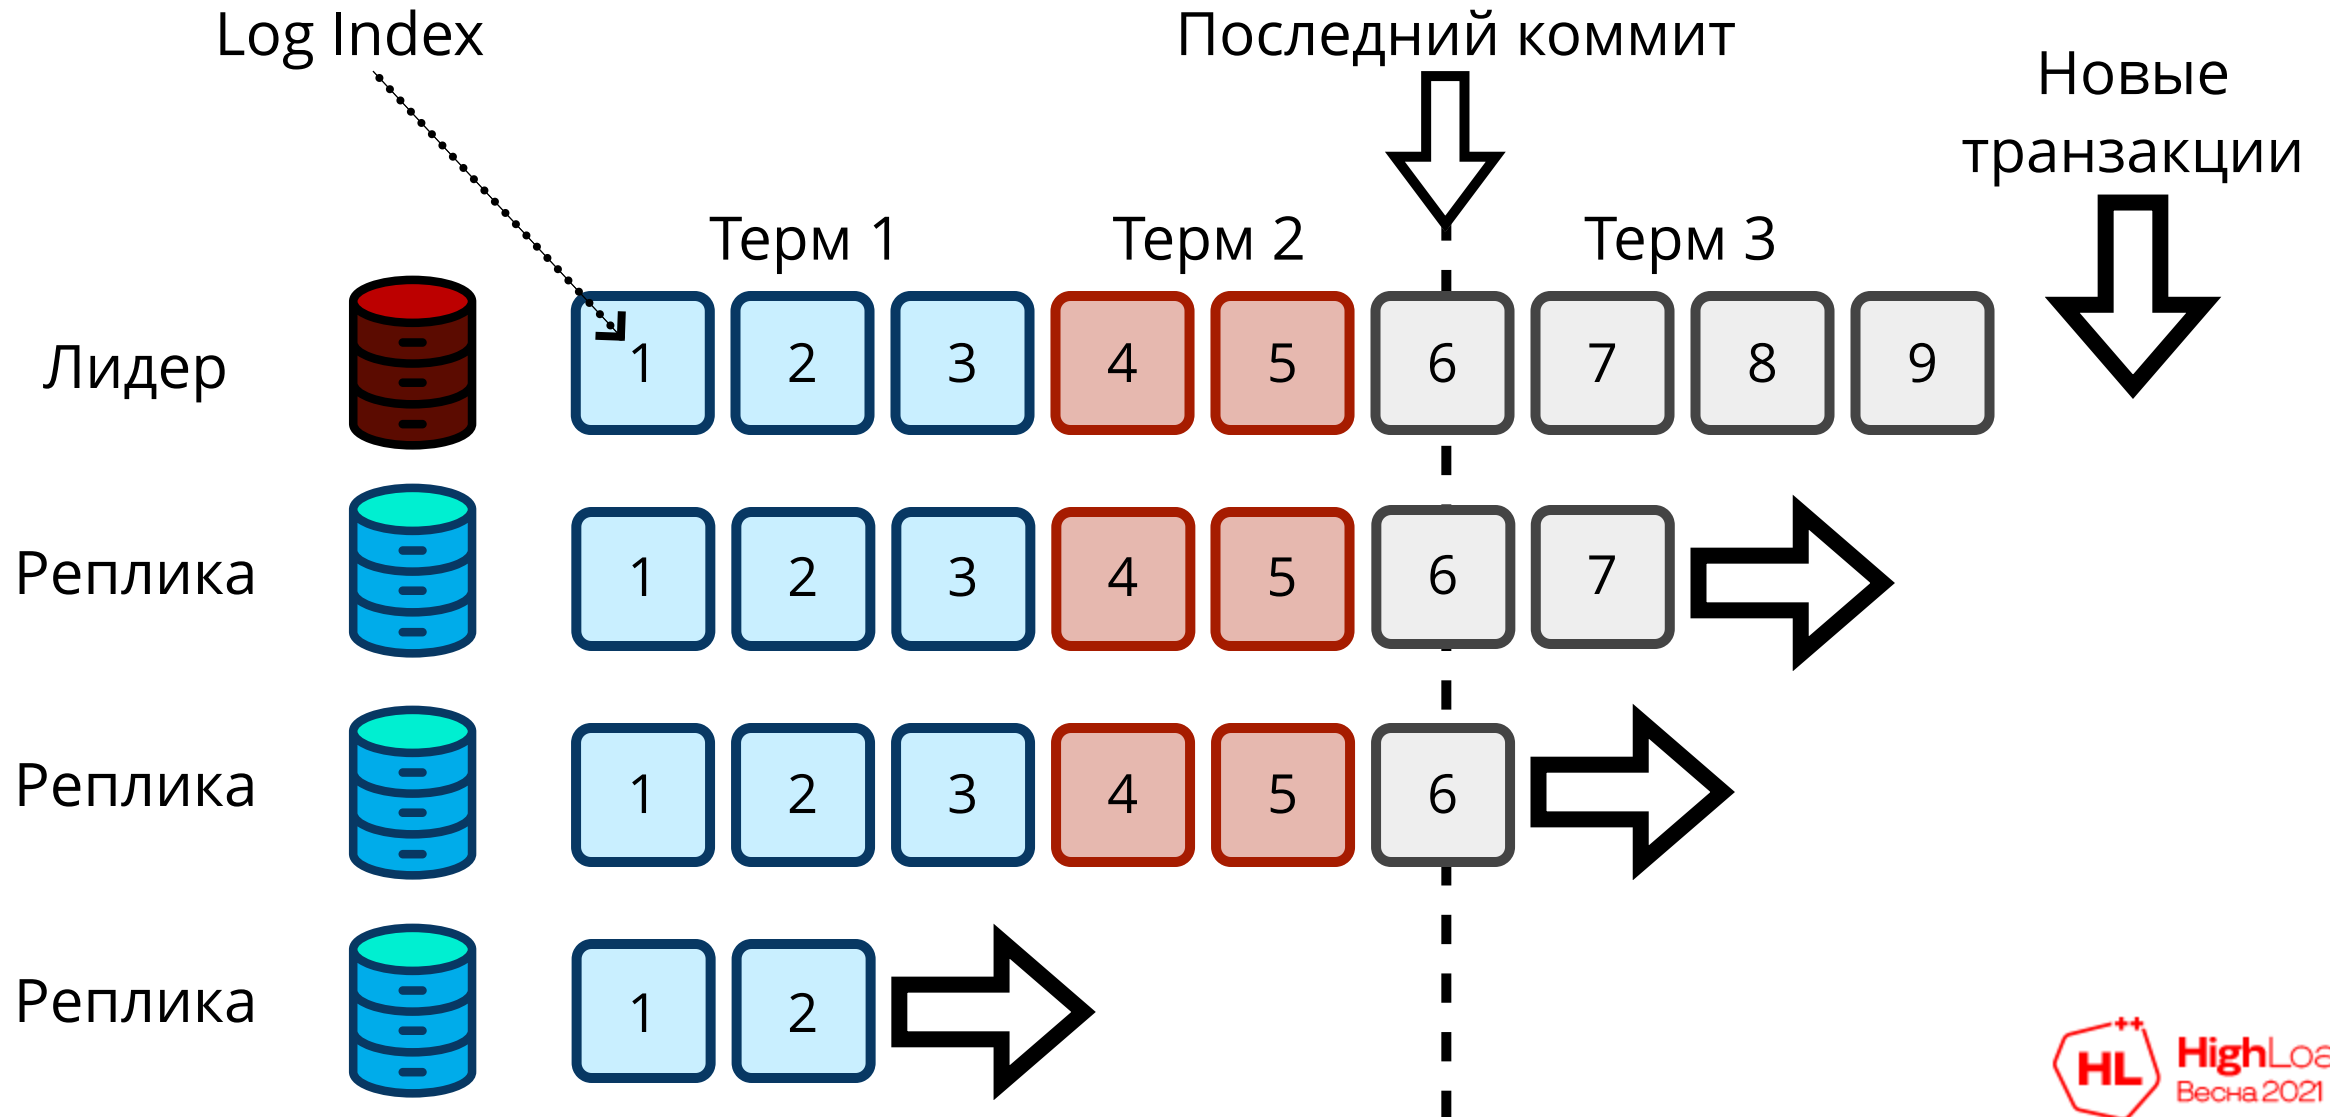 Log Index
Последний коммит
Новые
транзакции
Терм 1 Терм 2 Терм 3
Лидер 1 2 3 4 5 6 7 8 9
Реплика 1 2 3 4 5 6 7
Реплика 1 2 3 4 5 6
Реплика 1 2
HL++ HighLoa
Весна 2021